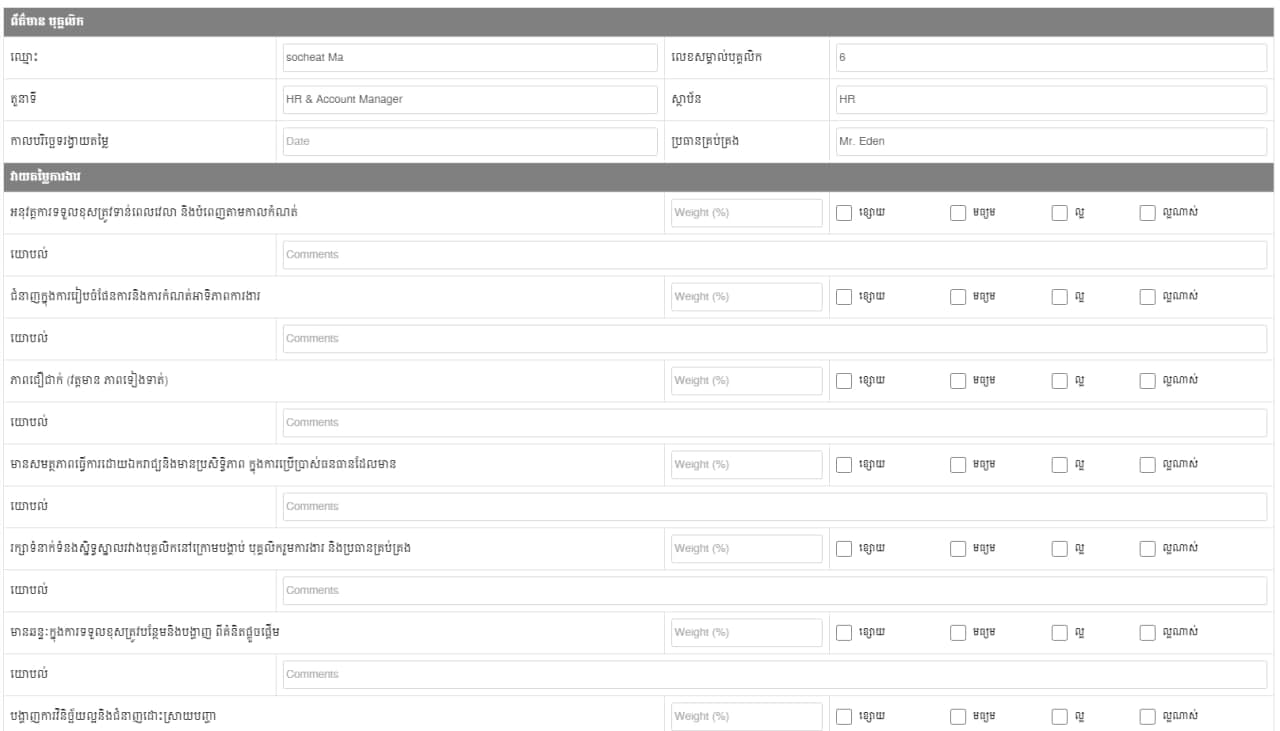 ព័ត៌មាន បុគ្គលិក
ឈ្មោះ socheat Ma លេខសម្គាល់បុគ្គលិក 6
តួនាទី HR & Account Manager ស្ថាប័ន HR
កាលបរិច្ឆេទរង្វាយតម្លៃ Date ប្រធានគ្រប់គ្រង Mr. Eden
វាយតម្លៃការងារ
អនុវត្តការទទួលខុសត្រូវទាន់ពេលវេលា និងបំពេញតាមកាលកំណត់ Weight (%) ខ្សោយ មធ្យម ល្អ ល្អណាស់
យោបល់ Comments
ជំនាញក្នុងការរៀបចំផែនការនិងការកំណត់អាទិភាពការងារ Weight (%) ខ្សោយ មធ្យម ល្អ ល្អណាស់
យោបល់ Comments
ភាពជឿជាក់ (វត្តមាន ភាពទៀងទាត់) Weight (%) ខ្សោយ មធ្យម ល្អ ល្អណាស់
យោបល់ Comments
មានសមត្ថភាពធ្វើការដោយឯករាជ្យនិងមានប្រសិទ្ធិភាព ក្នុងការប្រើប្រាស់ធនធានដែលមាន Weight (%) ខ្សោយ មធ្យម ល្អ ល្អណាស់
យោបល់ Comments
រក្សាទំនាក់ទំនងស្និទ្ធស្នាលរវាងបុគ្គលិកនៅក្រោមបង្គាប់ បុគ្គលិករួមការងារ និងប្រធានគ្រប់គ្រង Weight (%) ខ្សោយ មធ្យម ល្អ ល្អណាស់
យោបល់ Comments
មានឆន្ទៈក្នុងការទទួលខុសត្រូវបន្ថែមនិងបង្ហាញ ពីគំនិតផ្តួចផ្តើម Weight (%) ខ្សោយ មធ្យម ល្អ ល្អណាស់
យោបល់ Comments
បង្ហាញការវិនិច្ឆ័យល្អនិងជំនាញដោះស្រាយបញ្ហា Weight (%) ខ្សោយ មធ្យម ល្អ ល្អណាស់